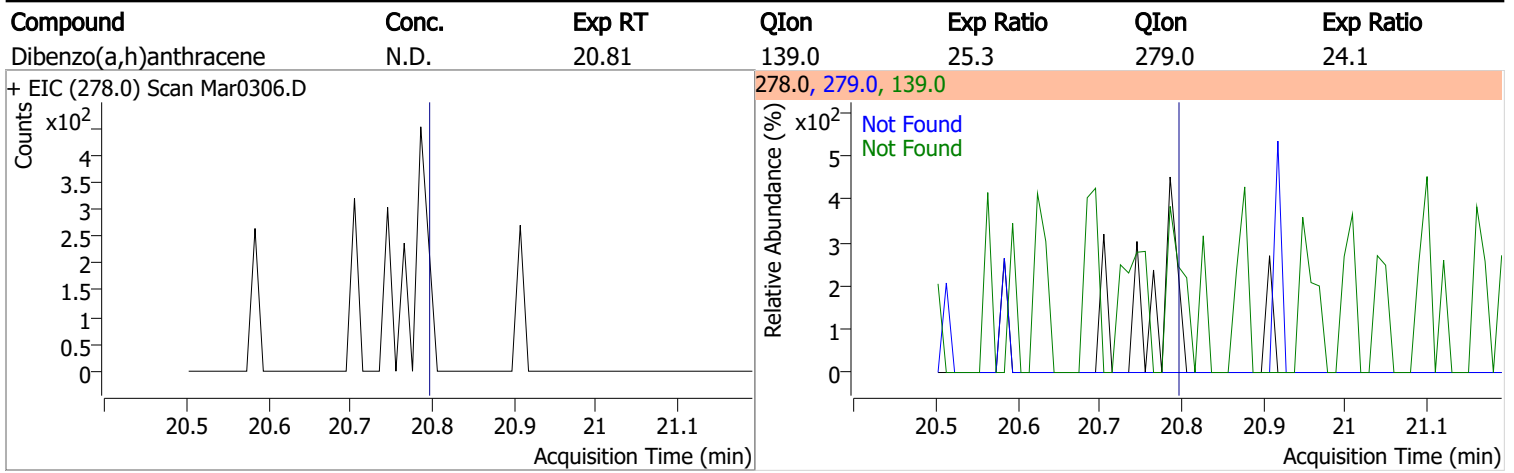 Compound Conc. Exp RT QIon Exp Ratio QIon Exp Ratio
Dibenzo(a,h)anthracene N.D. 20.81 139.0 25.3 279.0 24.1
+ EIC (278.0) Scan Mar0306.D
Counts
x10²
4
3.5
3
2.5
2
1.5
1
0.5
0
20.5 20.6 20.7 20.8 20.9 21 21.1
Acquisition Time (min)
278.0, 279.0, 139.0
Relative Abundance (%)
x10²
Not Found
Not Found
5
4
3
2
1
0
20.5 20.6 20.7 20.8 20.9 21 21.1
Acquisition Time (min)